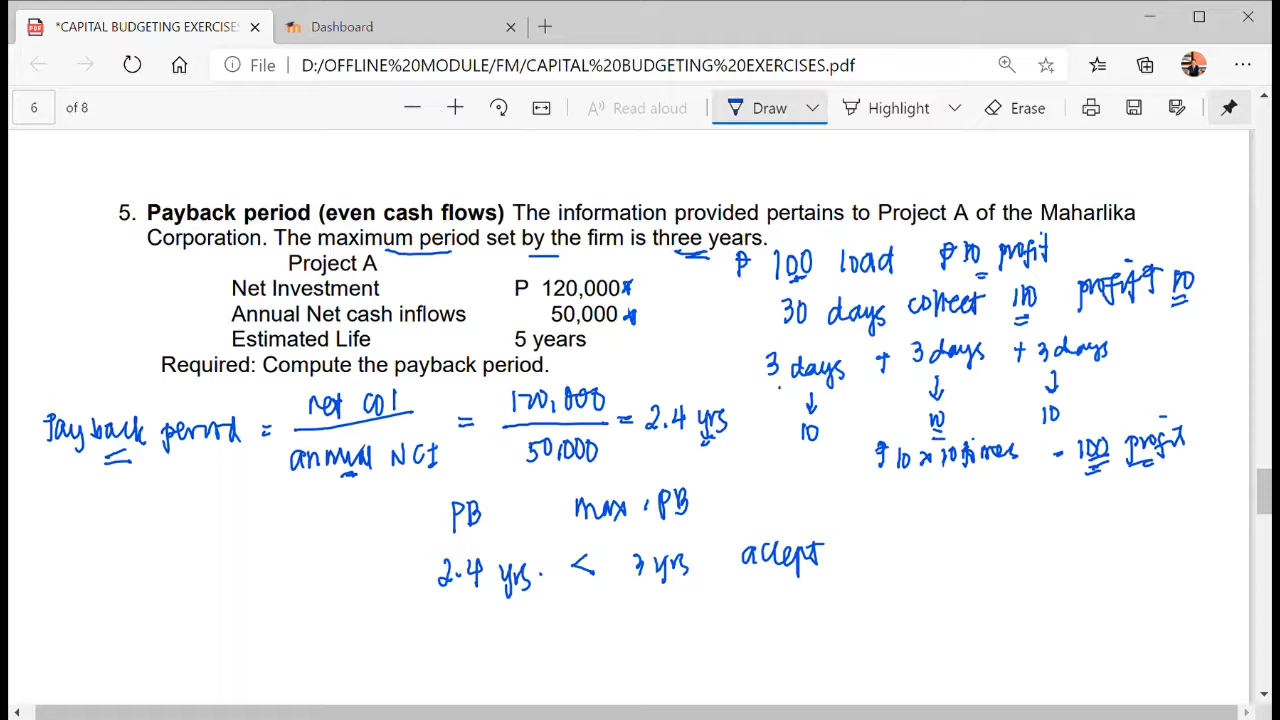 *CAPITAL BUDGETING EXERCISES
Dashboard
File D:/OFFLINE%20MODULE/FM/CAPITAL%20BUDGETING%20EXERCISES.pdf
6 of 8 Read aloud Draw Highlight Erase
5. Payback period (even cash flows) The information provided pertains to Project A of the Maharlika
Corporation. The maximum period set by the firm is three years.
Project A
Net Investment P 120,000
Annual Net cash inflows 50,000
Estimated Life 5 years
Required: Compute the payback period.
₱ 100 load ₱ 10 profit
30 days collect 110 profit ₱ 10
3 days + 3 days + 3 days
10 10 10
₱ 10 x 10 times = 100 profit
Payback period = net COI / annual NCI = 120,000 / 50,000 = 2.4 yrs
PB max. PB
2.4 yrs. < 3 yrs accept